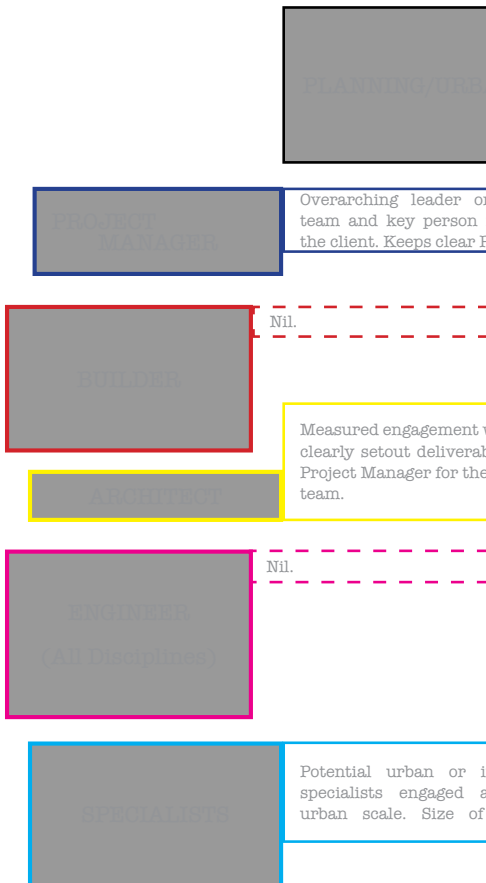 PLANNING/URB
PROJECT
MANAGER
Overarching leader or
team and key person
the client. Keeps clear P
Nil.
BUILDER
Measured engagement w
clearly setout deliverab
Project Manager for the
team.
ARCHITECT
Nil.
ENGINEER
(All Disciplines)
Potential urban or i
specialists engaged a
urban scale. Size of
SPECIALISTS